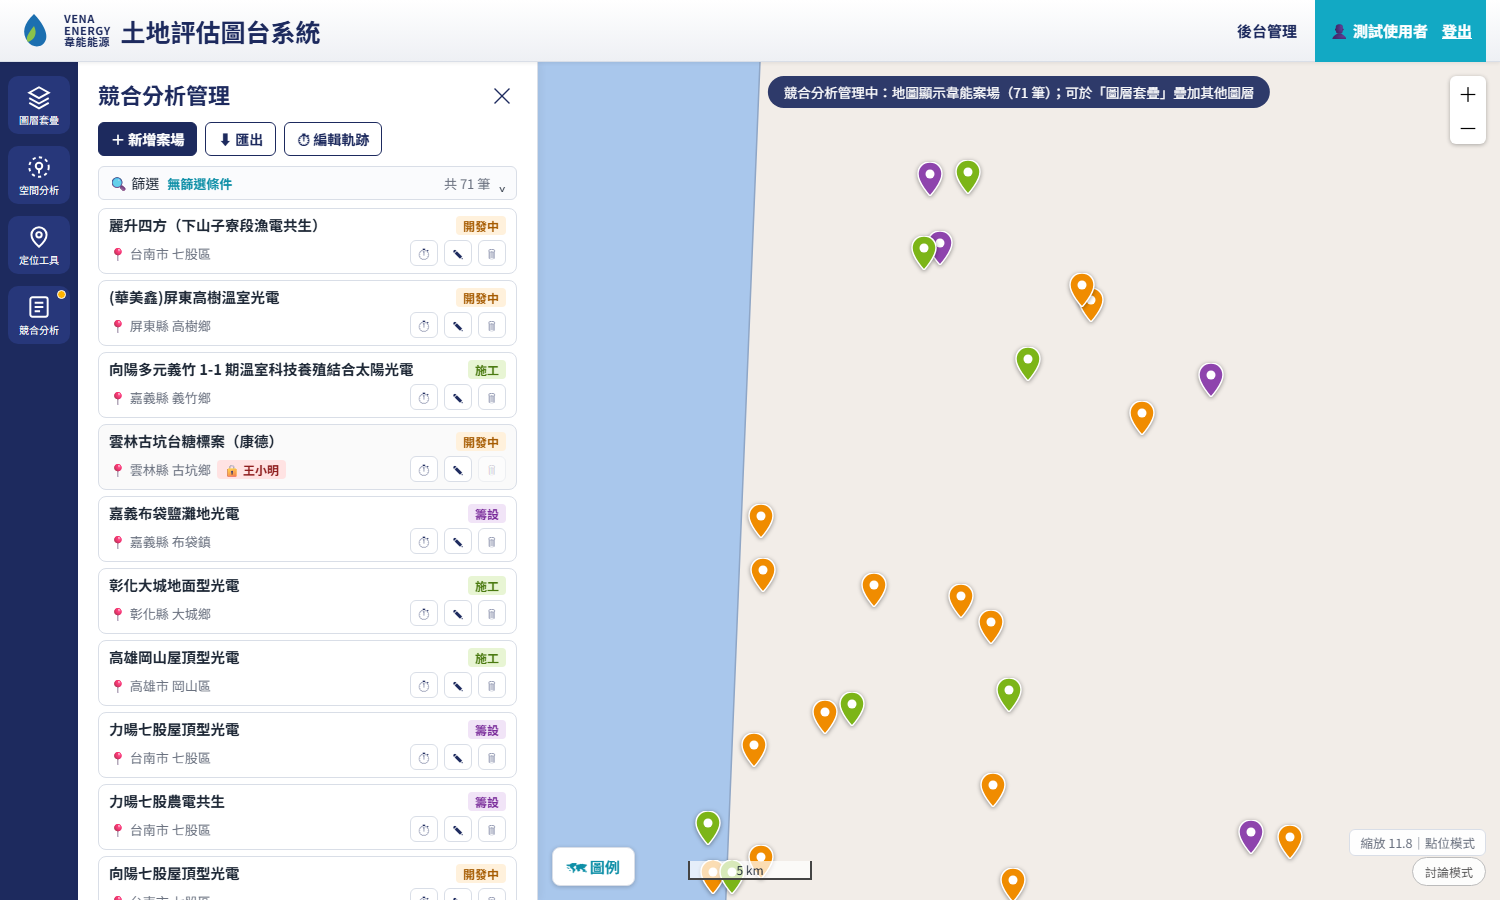 VENA
ENERGY
韋能能源
土地評估圖台系統
後台管理
測試使用者 登出
圖層套疊
空間分析
定位工具
競合分析
競合分析管理
＋ 新增案場
匯出
編輯軌跡
篩選 無篩選條件 共 71 筆
麗升四方（下山子寮段漁電共生） 開發中
台南市 七股區
(華美鑫)屏東高樹溫室光電 開發中
屏東縣 高樹鄉
向陽多元義竹 1-1 期溫室科技養殖結合太陽光電 施工
嘉義縣 義竹鄉
雲林古坑台糖標案（康德） 開發中
雲林縣 古坑鄉 王小明
嘉義布袋鹽灘地光電 籌設
嘉義縣 布袋鎮
彰化大城地面型光電 施工
彰化縣 大城鄉
高雄岡山屋頂型光電 施工
高雄市 岡山區
力暘七股屋頂型光電 籌設
台南市 七股區
力暘七股農電共生 籌設
台南市 七股區
向陽七股屋頂型光電 開發中
台南市 七股區
競合分析管理中：地圖顯示韋能案場（71 筆）；可於「圖層套疊」疊加其他圖層
圖例
5 km
縮放 11.8｜點位模式
討論模式